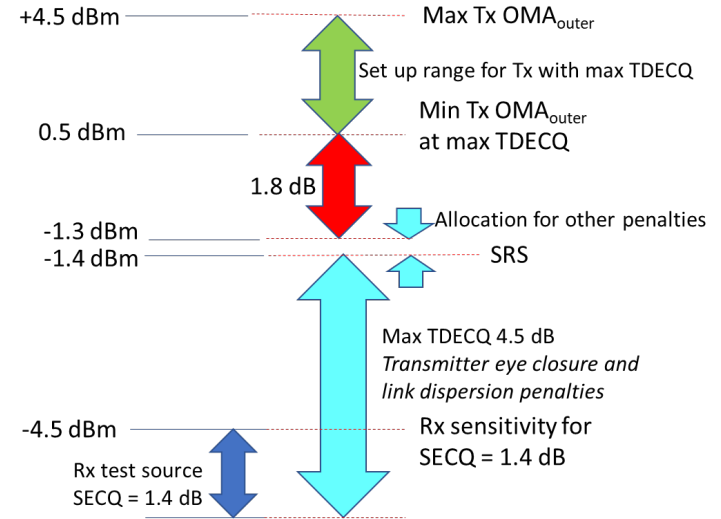 +4.5 dBm
Max Tx OMAouter
Set up range for Tx with max TDECQ
0.5 dBm
Min Tx OMAouter
at max TDECQ
1.8 dB
Allocation for other penalties
-1.3 dBm
-1.4 dBm
SRS
Max TDECQ 4.5 dB
Transmitter eye closure and
link dispersion penalties
-4.5 dBm
Rx sensitivity for
SECQ = 1.4 dB
Rx test source
SECQ = 1.4 dB